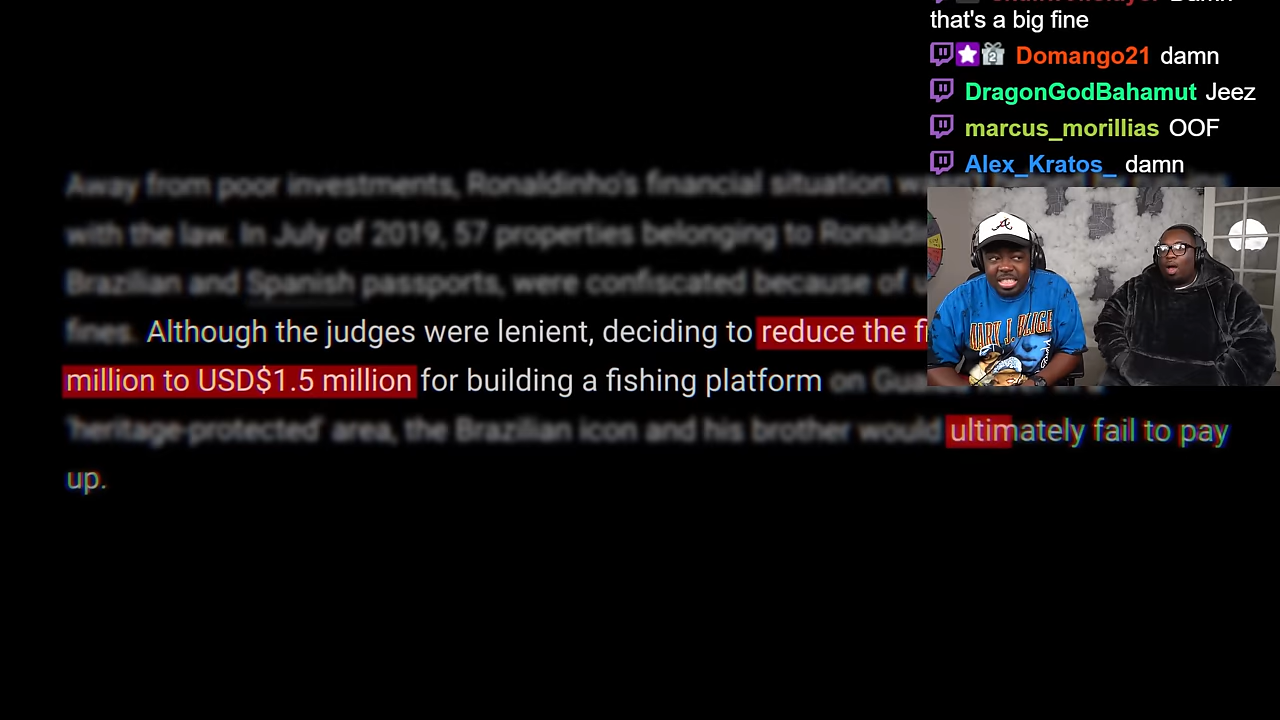 that's a big fine
Domango21 damn
DragonGodBahamut Jeez
marcus_morillias OOF
Alex_Kratos_ damn
Away from poor investments, Ronaldinho's financial situation
with the law. In July of 2019, 57 properties belonging to
Brazilian and Spanish passports, were confiscated because of
fines. Although the judges were lenient, deciding to reduce the
million to USD$1.5 million for building a fishing platform on
'heritage-protected' area, the Brazilian icon and his brother would ultimately fail to pay
up.
MARY J. BLIGE